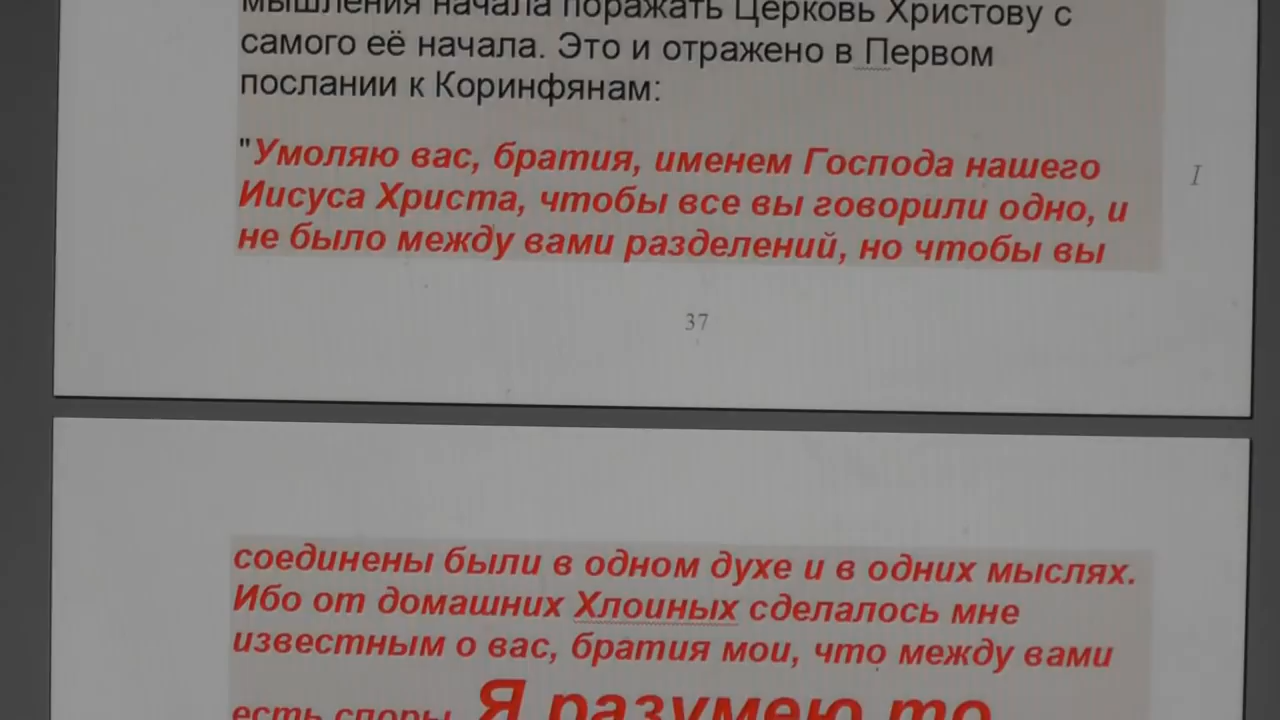 мышления начала поражать Церковь Христову с
самого её начала. Это и отражено в Первом
послании к Коринфянам:
"Умоляю вас, братия, именем Господа нашего
Иисуса Христа, чтобы все вы говорили одно, и
не было между вами разделений, но чтобы вы
37
соединены были в одном духе и в одних мыслях.
Ибо от домашних Хлоиных сделалось мне
известным о вас, братия мои, что между вами
есть споры. Я разумею то